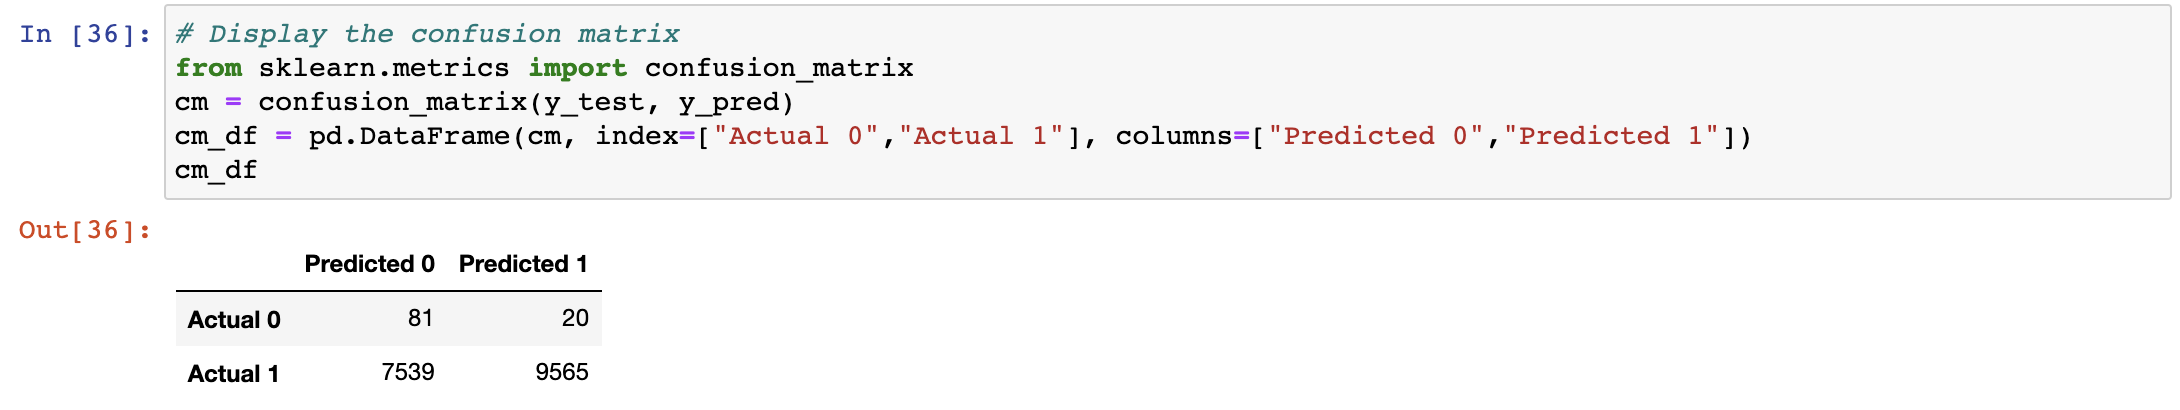 In [36]: # Display the confusion matrix
from sklearn.metrics import confusion_matrix
cm = confusion_matrix(y_test, y_pred)
cm_df = pd.DataFrame(cm, index=["Actual 0","Actual 1"], columns=["Predicted 0","Predicted 1"])
cm_df
Out[36]:
Predicted 0 Predicted 1
Actual 0 81 20
Actual 1 7539 9565